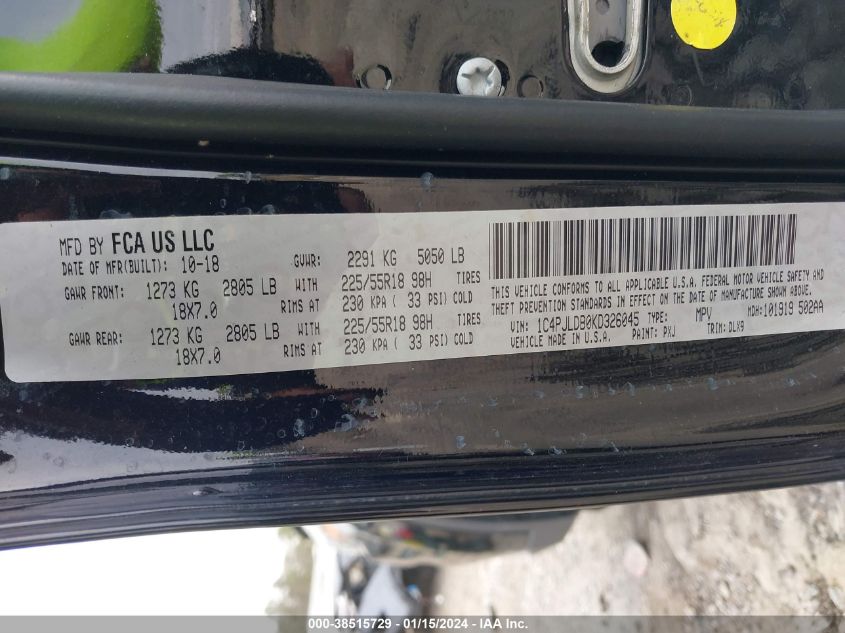 MFD BY FCA US LLC
DATE OF MFR(BUILT): 10-18 GVWR: 2291 KG 5050 LB
GAWR FRONT: 1273 KG 2805 LB WITH 225/55R18 98H TIRES
18X7.0 RIMS AT 230 KPA ( 33 PSI) COLD
GAWR REAR: 1273 KG 2805 LB WITH 225/55R18 98H TIRES
18X7.0 RIMS AT 230 KPA ( 33 PSI) COLD
THIS VEHICLE CONFORMS TO ALL APPLICABLE U.S.A. FEDERAL MOTOR VEHICLE SAFETY AND
THEFT PREVENTION STANDARDS IN EFFECT ON THE DATE OF MANUFACTURE SHOWN ABOVE.
VIN: 1C4PJLDB0KD326045 TYPE: MPV MDH: 101919 502AA
VEHICLE MADE IN U.S.A. PAINT: PXJ TRIM: DLX9
000-38515729 - 01/15/2024 - IAA Inc.